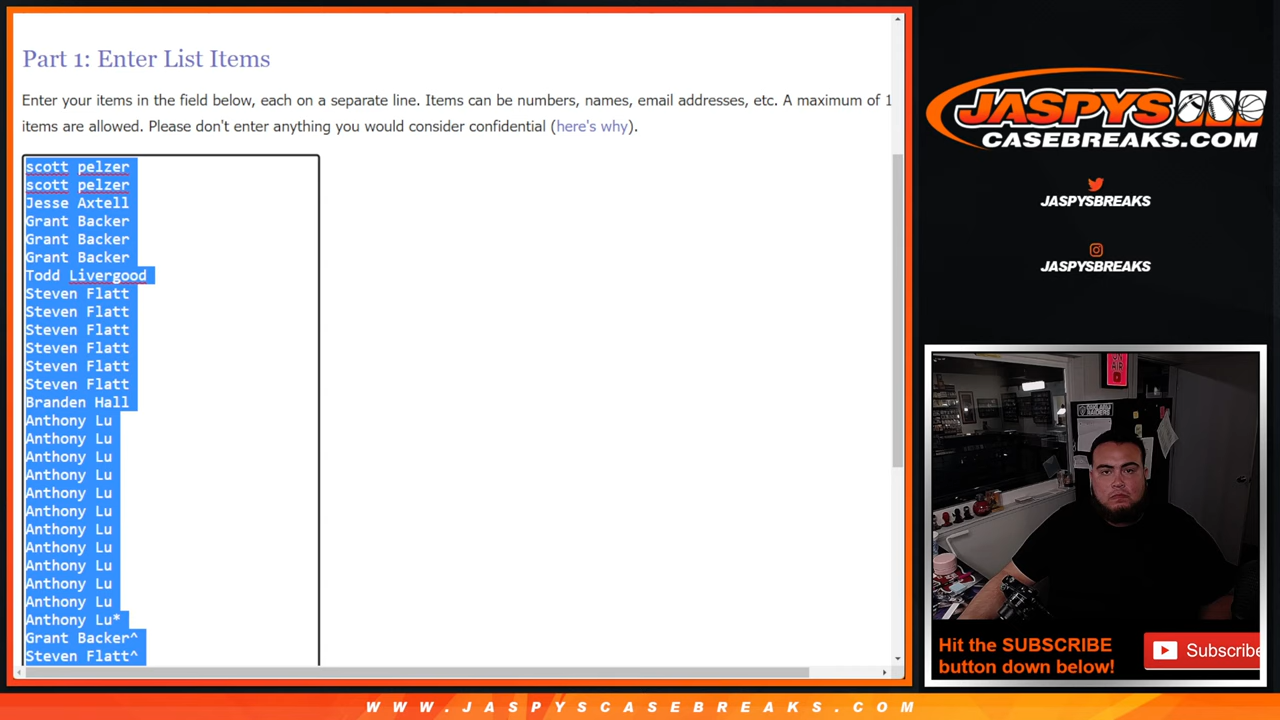 Part 1: Enter List Items
Enter your items in the field below, each on a separate line. Items can be numbers, names, email addresses, etc. A maximum of 1
items are allowed. Please don't enter anything you would consider confidential (here's why).
scott pelzer
scott pelzer
Jesse Axtell
Grant Backer
Grant Backer
Grant Backer
Todd Livergood
Steven Flatt
Steven Flatt
Steven Flatt
Steven Flatt
Steven Flatt
Steven Flatt
Branden Hall
Anthony Lu
Anthony Lu
Anthony Lu
Anthony Lu
Anthony Lu
Anthony Lu
Anthony Lu
Anthony Lu
Anthony Lu
Anthony Lu
Anthony Lu
Anthony Lu*
Grant Backer^
Steven Flatt^
JASPYS
CASEBREAKS.COM
JASPYSBREAKS
JASPYSBREAKS
ON
AIR
OAKLAND
RAIDERS
Hit the SUBSCRIBE
button down below!
Subscribe
WWW.JASPYSCASEBREAKS.COM